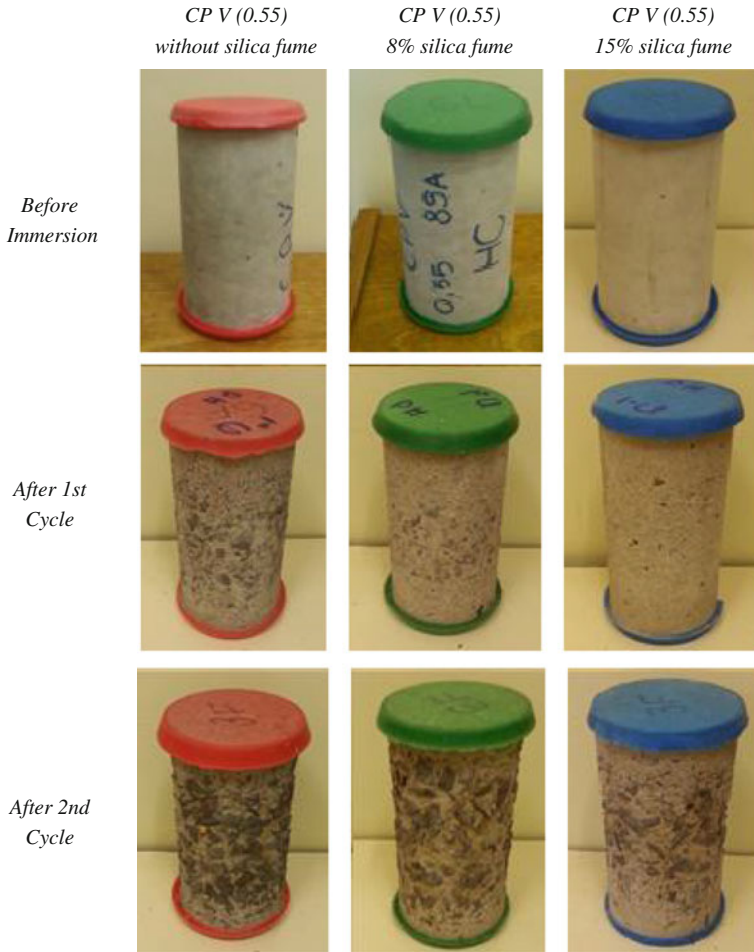 CP V (0.55)
without silica fume
CP V (0.55)
8% silica fume
CP V (0.55)
15% silica fume
Before
Immersion
0,55 89A
HC
After 1st
Cycle
After 2nd
Cycle